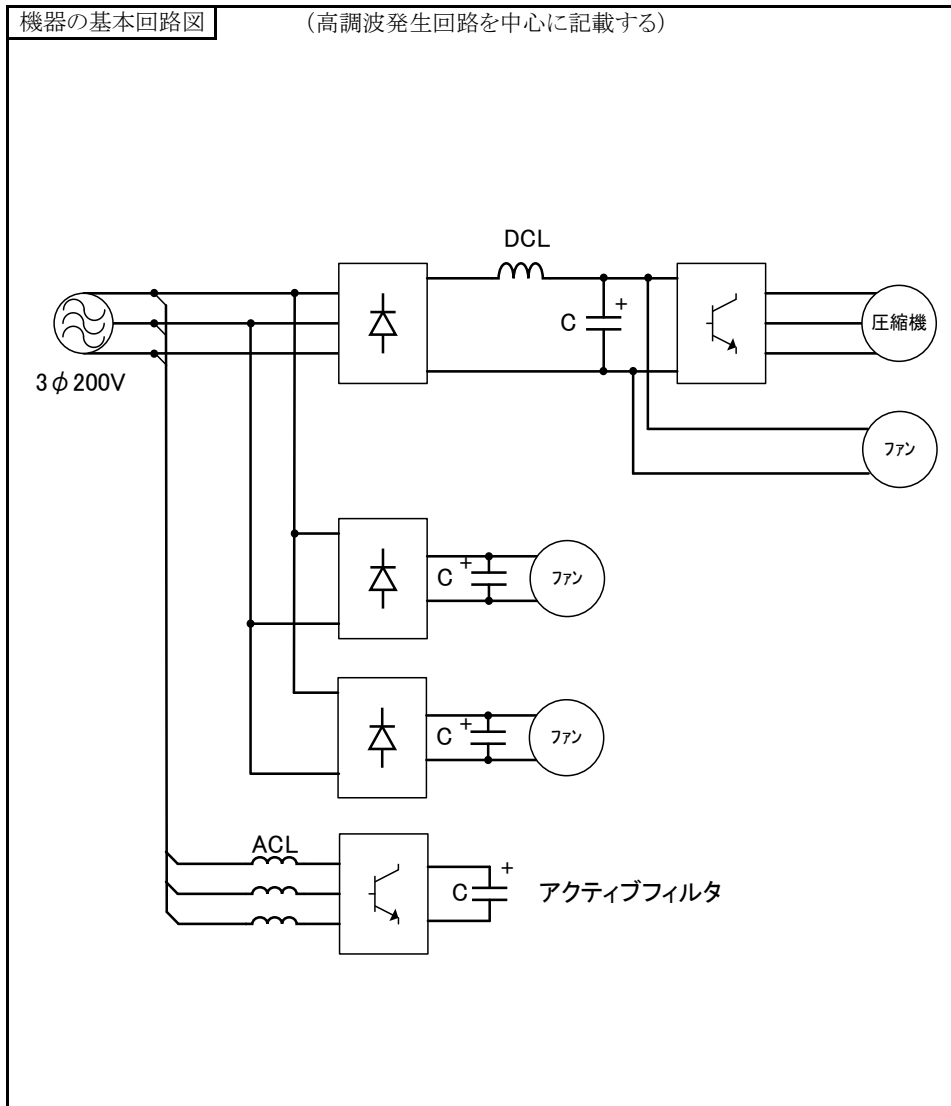 機器の基本回路図 （高調波発生回路を中心に記載する）
DCL
+
C
圧縮機
3φ200V
ファン
+
C
ファン
+
C
ファン
ACL
+
C
アクティブフィルタ